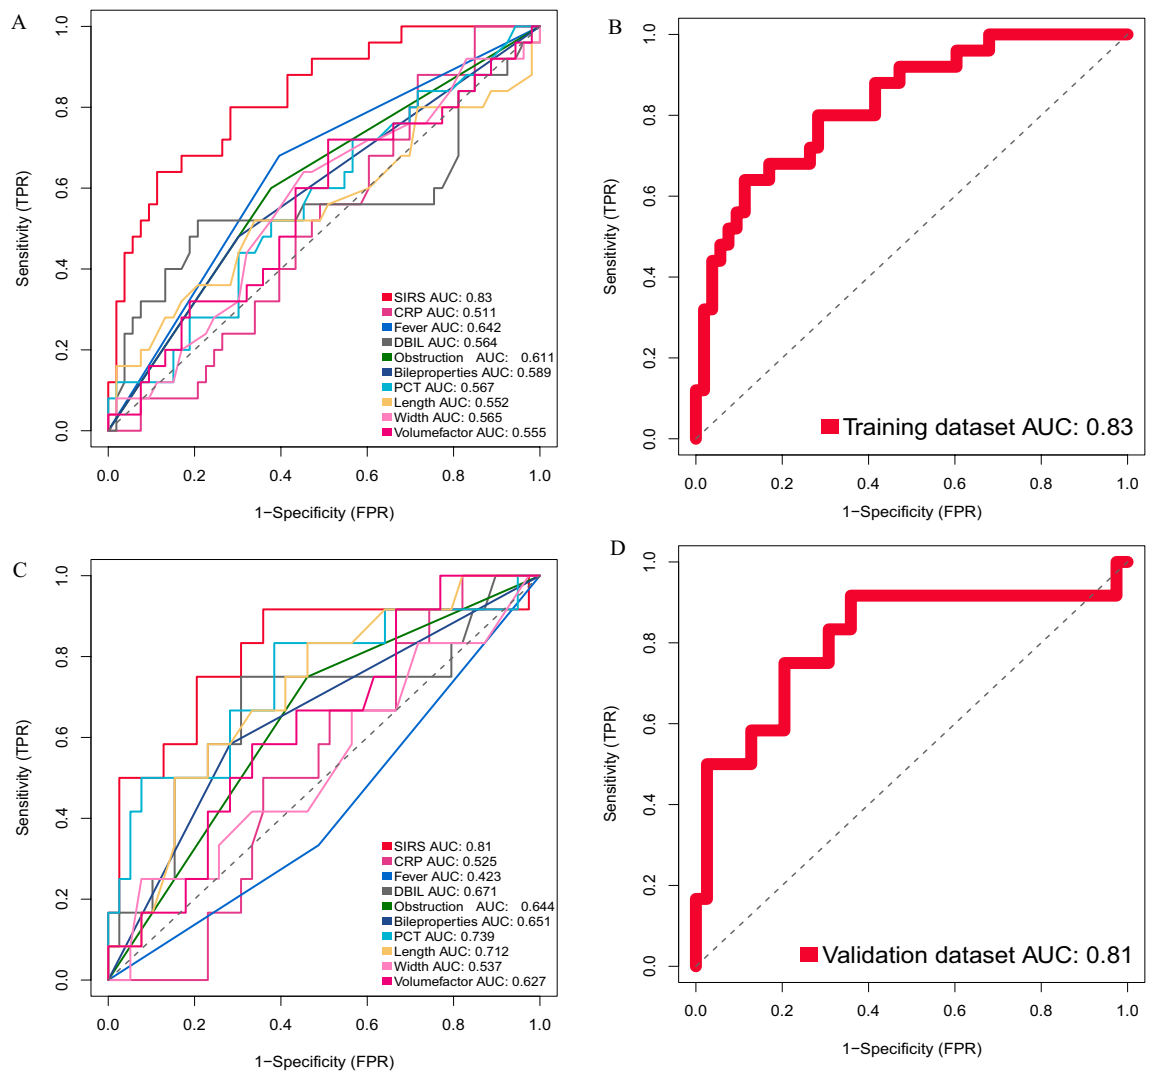 A
Sensitivity (TPR)
1.0
0.8
0.6
0.4
0.2
0.0
SIRS AUC: 0.83
CRP AUC: 0.511
Fever AUC: 0.642
DBIL AUC: 0.564
Obstruction AUC: 0.611
Bileproperties AUC: 0.589
PCT AUC: 0.567
Length AUC: 0.552
Width AUC: 0.565
Volumefactor AUC: 0.555
0.0 0.2 0.4 0.6 0.8 1.0
1−Specificity (FPR)
B
Sensitivity (TPR)
1.0
0.8
0.6
0.4
0.2
0.0
Training dataset AUC: 0.83
0.0 0.2 0.4 0.6 0.8 1.0
1−Specificity (FPR)
C
Sensitivity (TPR)
1.0
0.8
0.6
0.4
0.2
0.0
SIRS AUC: 0.81
CRP AUC: 0.525
Fever AUC: 0.423
DBIL AUC: 0.671
Obstruction AUC: 0.644
Bileproperties AUC: 0.651
PCT AUC: 0.739
Length AUC: 0.712
Width AUC: 0.537
Volumefactor AUC: 0.627
0.0 0.2 0.4 0.6 0.8 1.0
1−Specificity (FPR)
D
Sensitivity (TPR)
1.0
0.8
0.6
0.4
0.2
0.0
Validation dataset AUC: 0.81
0.0 0.2 0.4 0.6 0.8 1.0
1−Specificity (FPR)